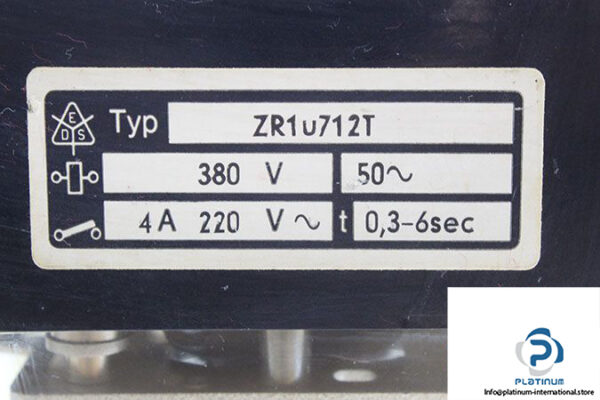 E
D S
Typ ZR1u712T
380 V 50~
4A 220 V ~ t 0,3-6sec
PLATINUM
Info@platinum-international.store